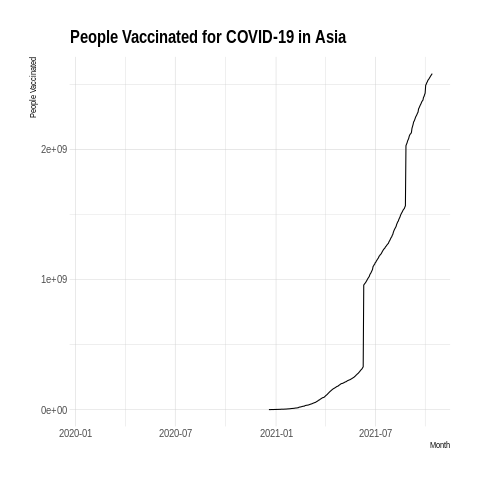 People Vaccinated for COVID-19 in Asia
People Vaccinated
2e+09
1e+09
0e+00
2020-01 2020-07 2021-01 2021-07
Month